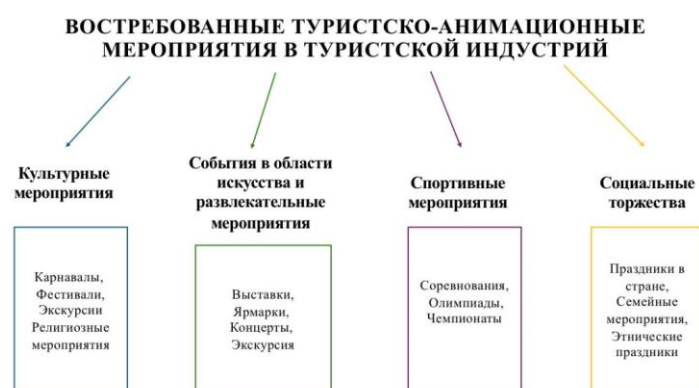 ВОСТРЕБОВАННЫЕ ТУРИСТСКО-АНИМАЦИОННЫЕ
МЕРОПРИЯТИЯ В ТУРИСТСКОЙ ИНДУСТРИЙ
Культурные
мероприятия
Карнавалы,
Фестивали,
Экскурсии
Религиозные
мероприятия
События в области
искусства и
развлекательные
мероприятия
Выставки,
Ярмарки,
Концерты,
Экскурсия
Спортивные
мероприятия
Соревнования,
Олимпиады,
Чемпионаты
Социальные
торжества
Праздники в
стране,
Семейные
мероприятия,
Этнические
праздники